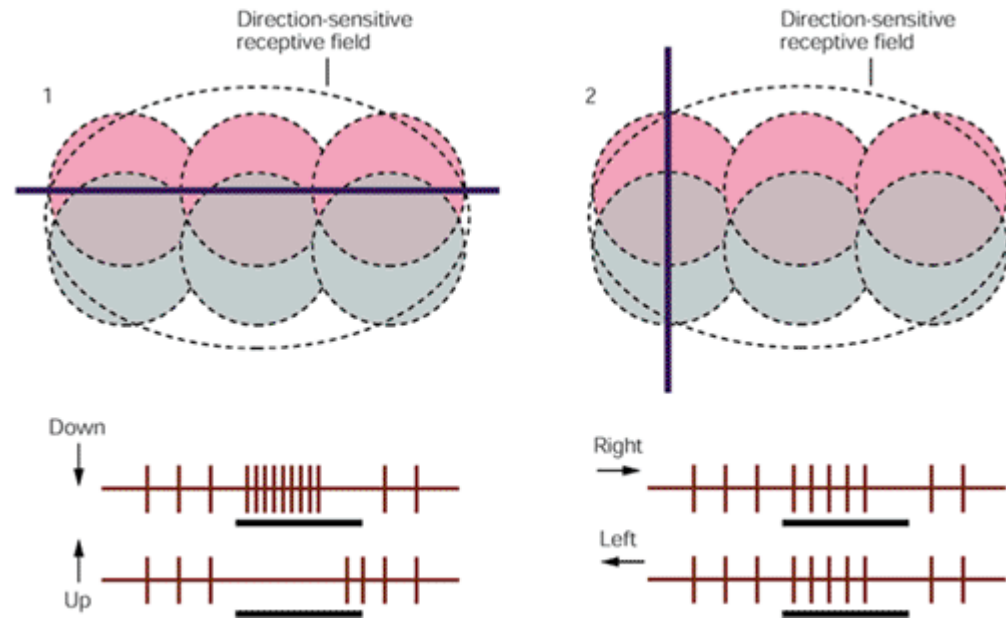 Direction-sensitive
receptive field
1
Direction-sensitive
receptive field
2
Down
Up
Right
Left